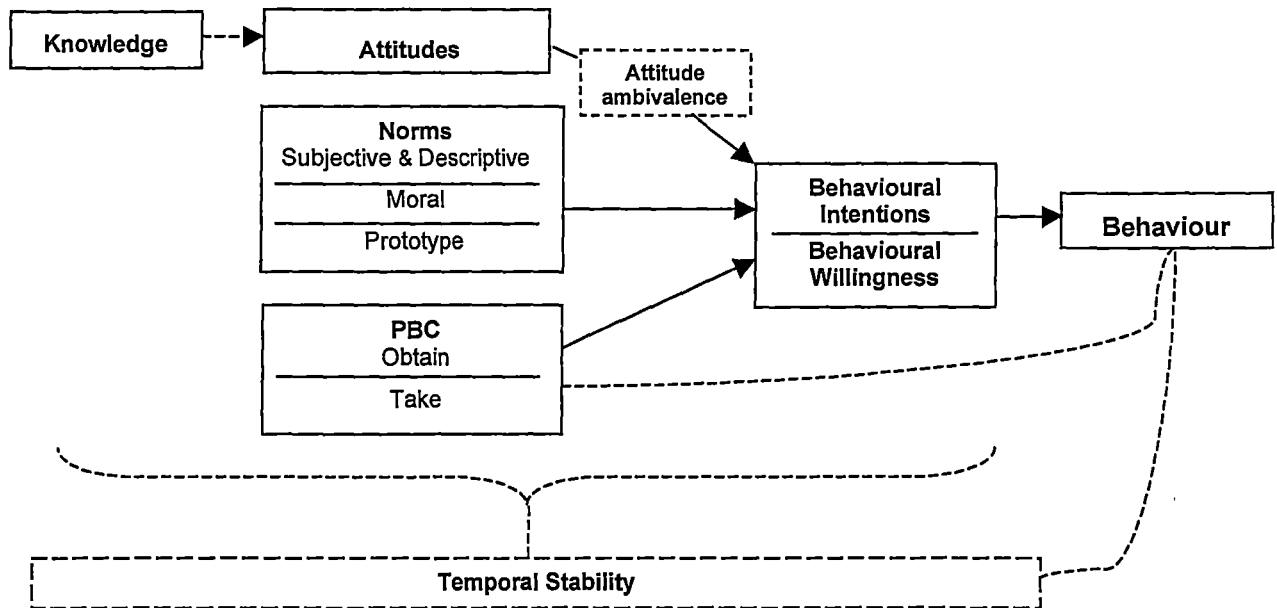 Knowledge
Attitudes
Attitude
ambivalence
Norms
Subjective & Descriptive
Moral
Prototype
PBC
Obtain
Take
Behavioural
Intentions
Behavioural
Willingness
Behaviour
Temporal Stability